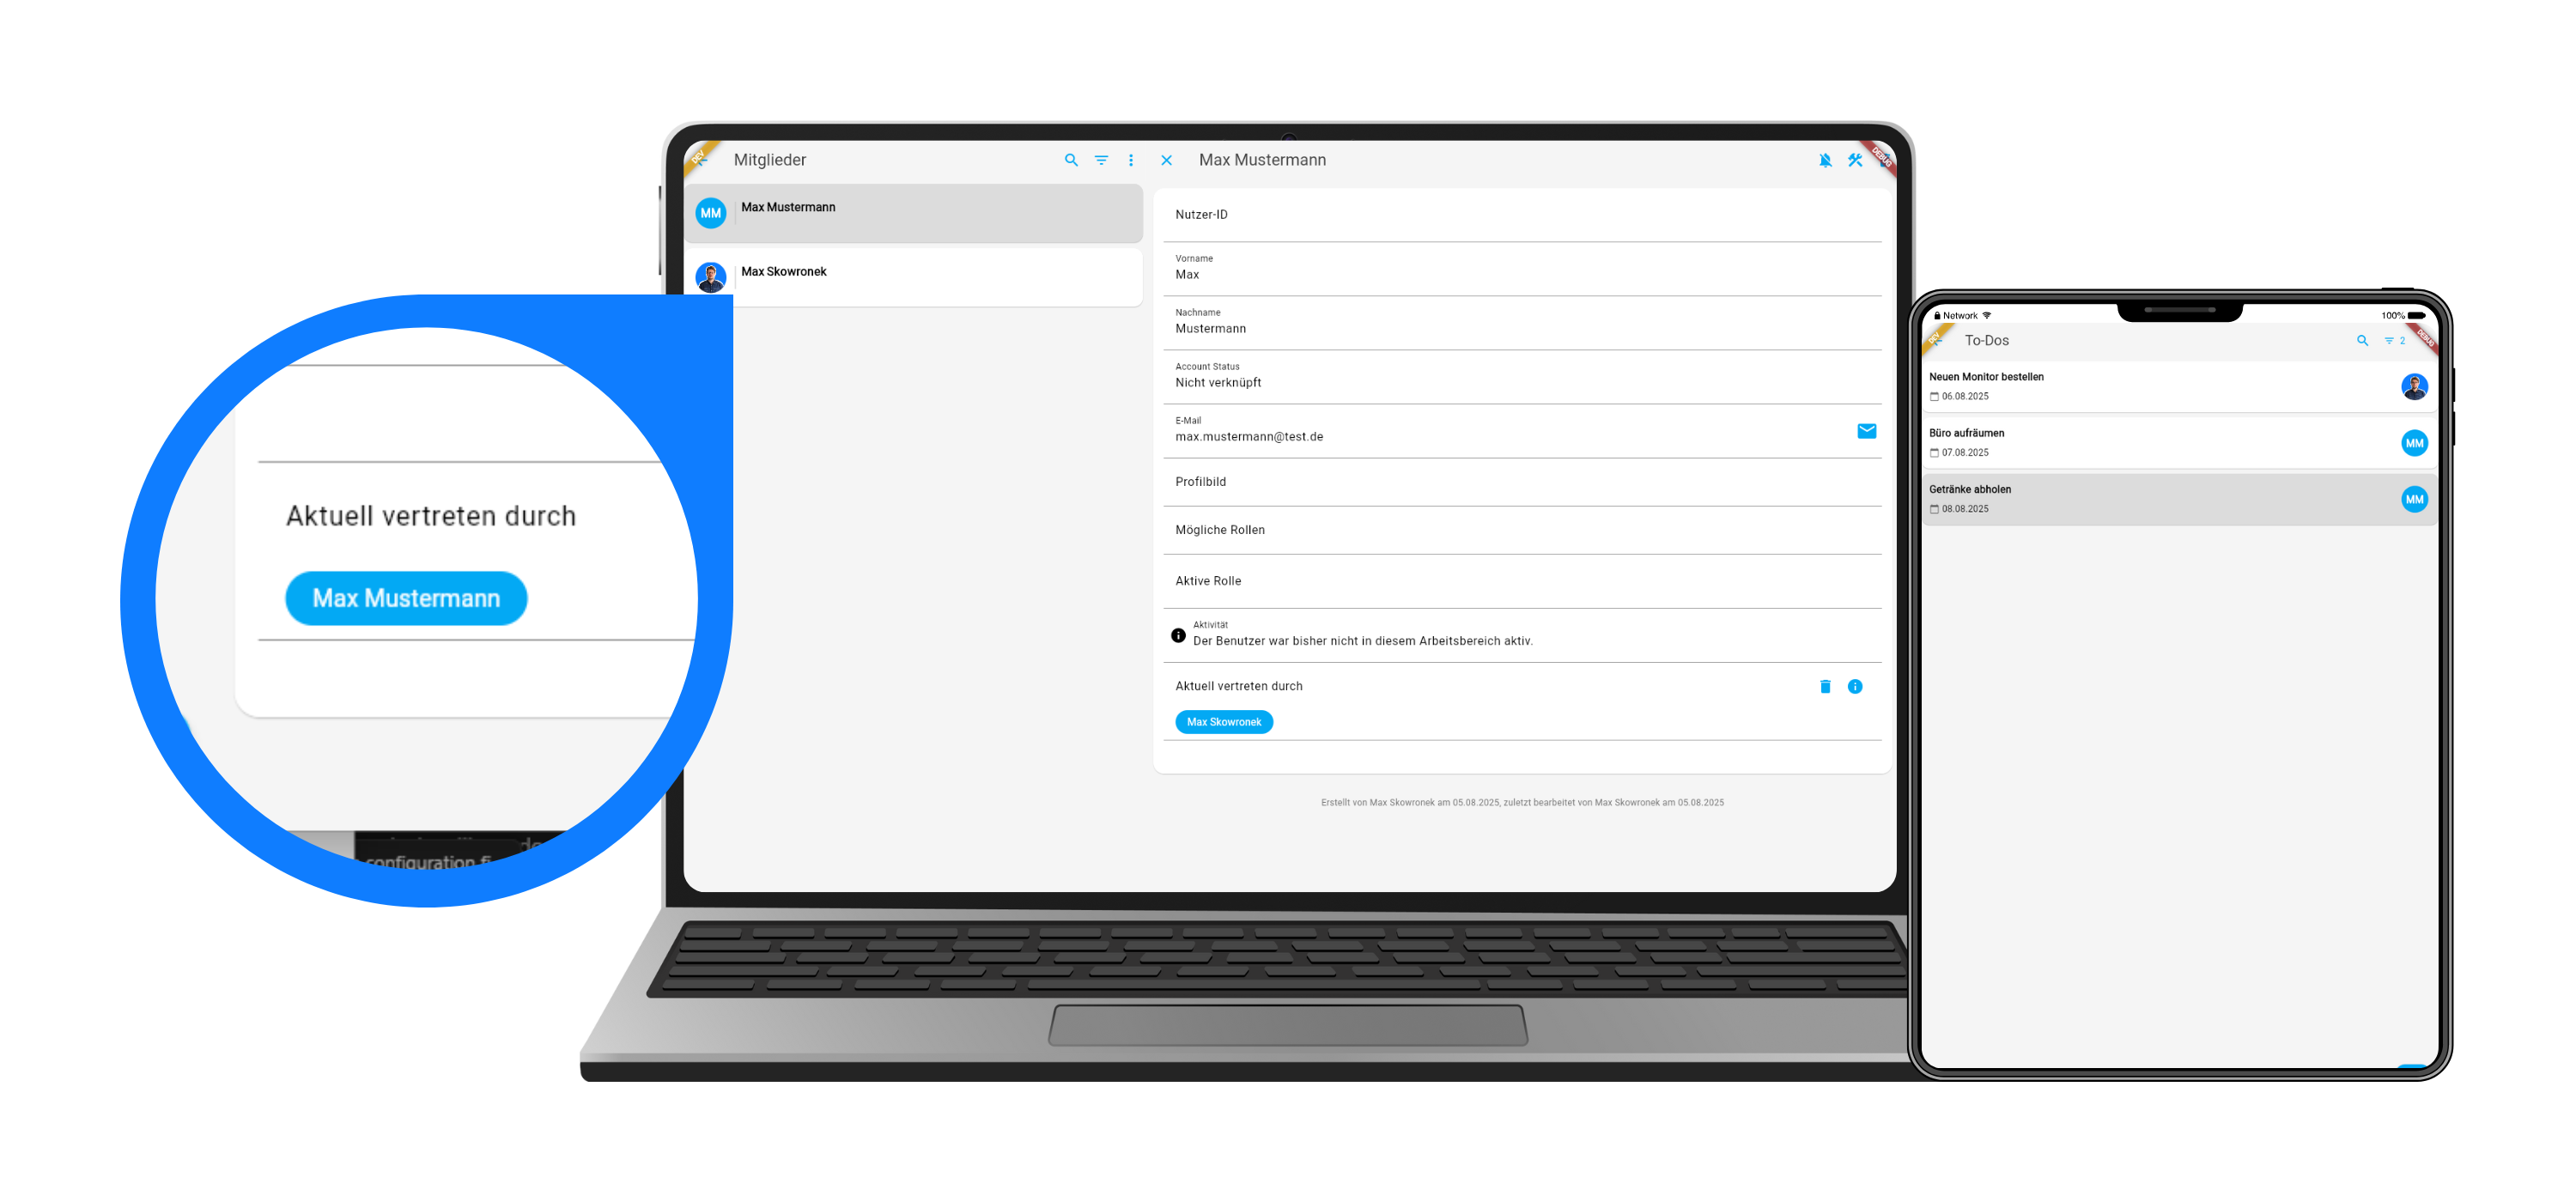 Aktuell vertreten durch
Max Mustermann
configuration
DEV
Mitglieder
MM
Max Mustermann
Max Skowronek
Max Mustermann
DEBUG
Nutzer-ID
Vorname
Max
Nachname
Mustermann
Account Status
Nicht verknüpft
E-Mail
max.mustermann@test.de
Profilbild
Mögliche Rollen
Aktive Rolle
Aktivität
Der Benutzer war bisher nicht in diesem Arbeitsbereich aktiv.
Aktuell vertreten durch
Max Skowronek
Erstellt von Max Skowronek am 05.08.2025, zuletzt bearbeitet von Max Skowronek am 05.08.2025
Network
100%
DEV
To-Dos
2
DEBUG
Neuen Monitor bestellen
06.08.2025
Büro aufräumen
07.08.2025
MM
Getränke abholen
08.08.2025
MM